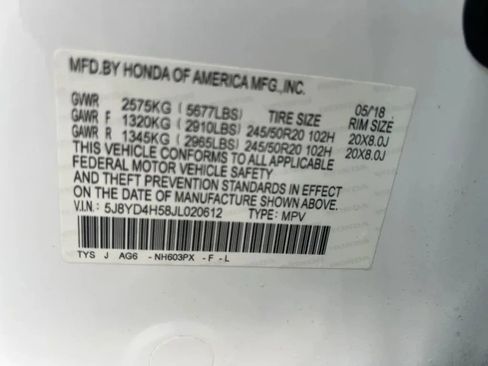 MFD.BY HONDA OF AMERICA MFG.,INC.
GVWR 2575KG (5677LBS) TIRE SIZE 05/'18 RIM SIZE
GAWR F 1320KG (2910LBS) 245/50R20 102H 20X8.0J
GAWR R 1345KG (2965LBS) 245/50R20 102H 20X8.0J
THIS VEHICLE CONFORMS TO ALL APPLICABLE
FEDERAL MOTOR VEHICLE SAFETY
AND THEFT PREVENTION STANDARDS IN EFFECT
ON THE DATE OF MANUFACTURE SHOWN ABOVE.
V.I.N.: 5J8YD4H58JL020612 TYPE: MPV
TYS J AG6 - NH603PX - F - L